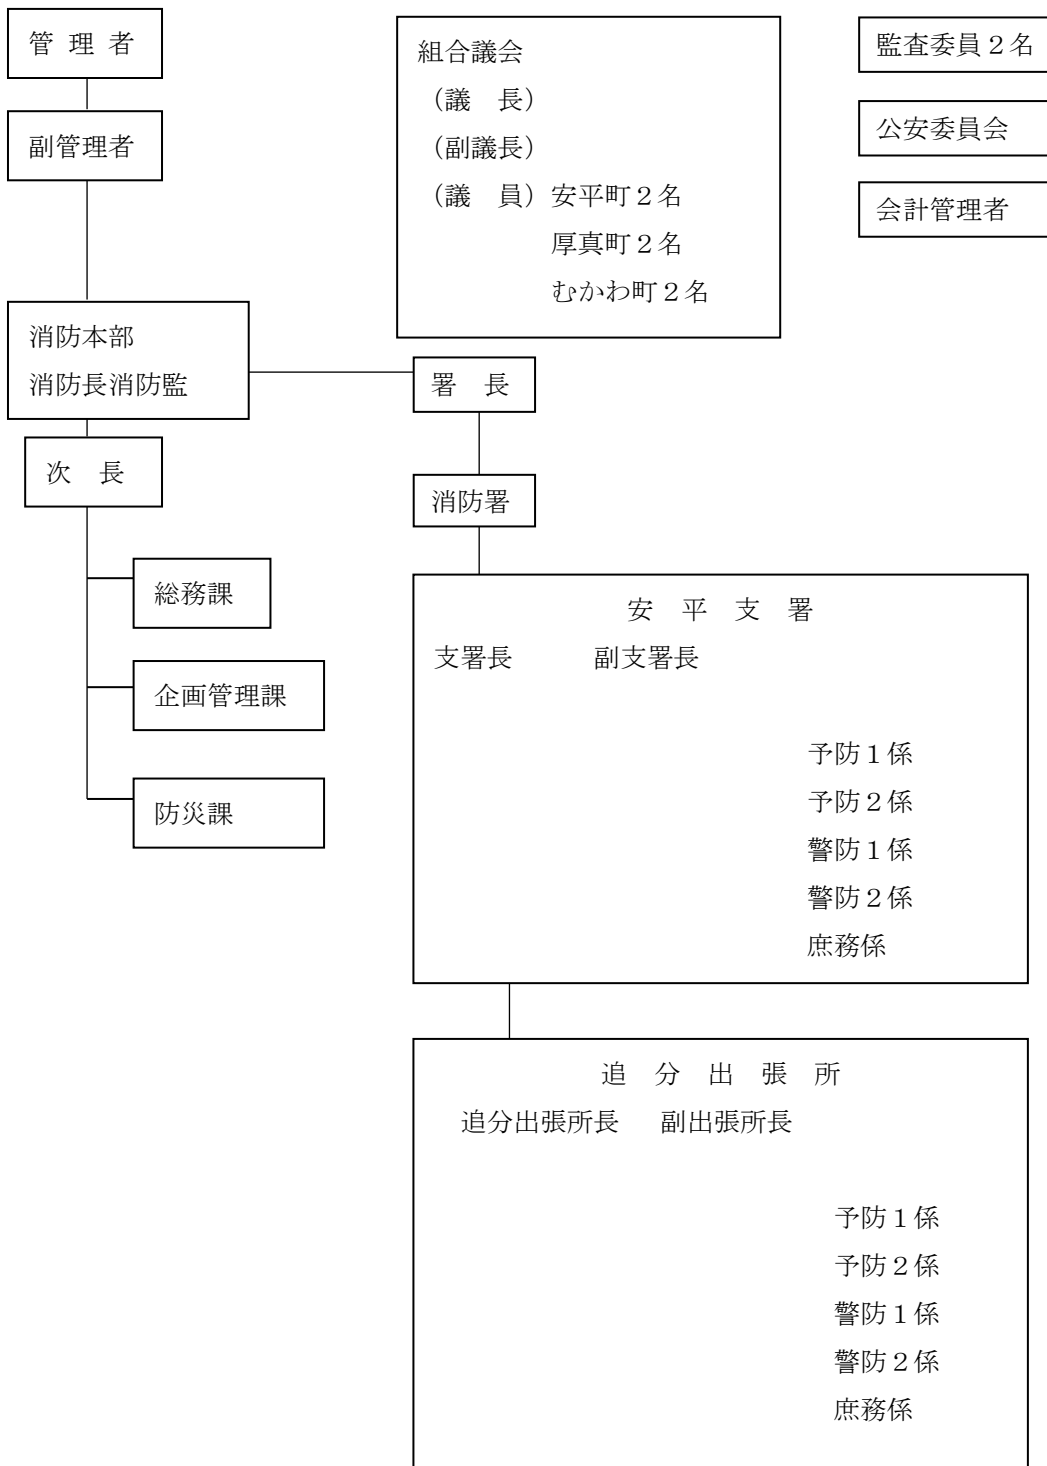 管 理 者
副管理者
組合議会
（議　長）
（副議長）
（議　員）安平町２名
厚真町２名
むかわ町２名
監査委員２名
公安委員会
会計管理者
消防本部
消防長消防監
次　長
総務課
企画管理課
防災課
署　長
消防署
安　平　支　署
支署長　　　副支署長
予防１係
予防２係
警防１係
警防２係
庶務係
追　分　出　張　所
追分出張所長　副出張所長
予防１係
予防２係
警防１係
警防２係
庶務係